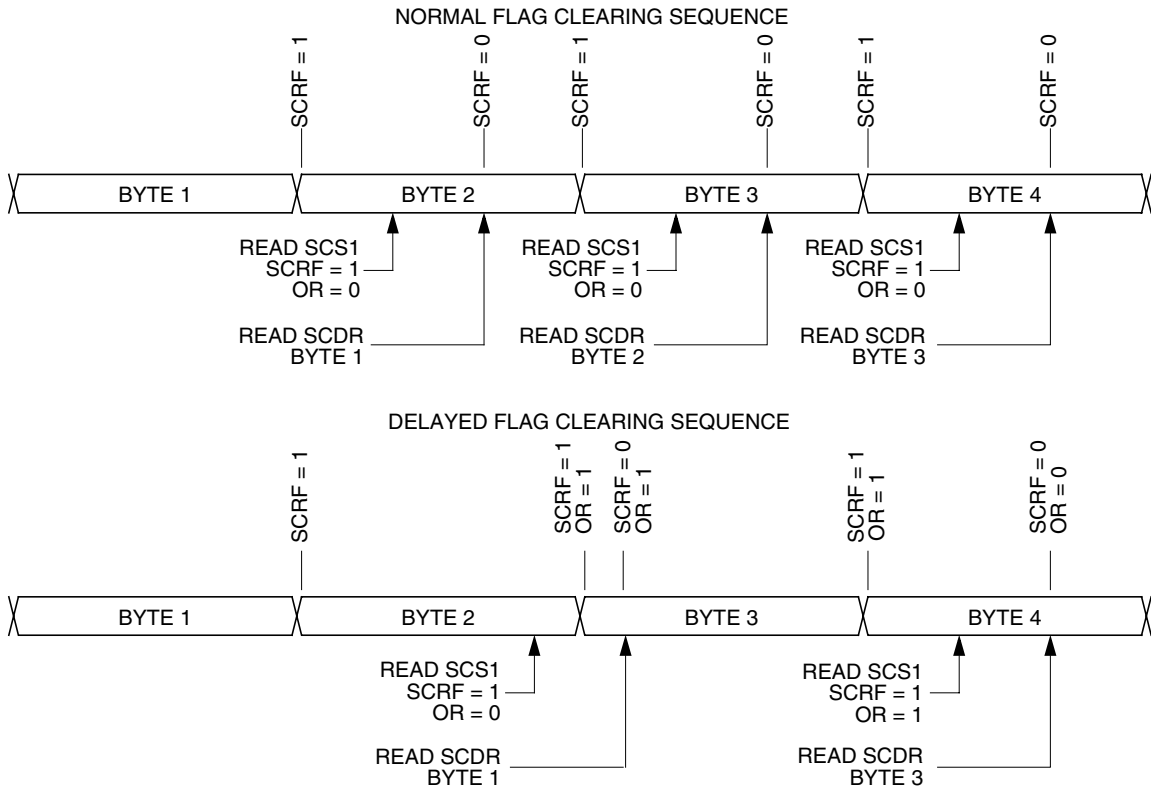 NORMAL FLAG CLEARING SEQUENCE
SCRF = 1
SCRF = 0
SCRF = 1
SCRF = 0
SCRF = 1
SCRF = 0
BYTE 1
BYTE 2
BYTE 3
BYTE 4
READ SCS1
SCRF = 1
OR = 0
READ SCS1
SCRF = 1
OR = 0
READ SCS1
SCRF = 1
OR = 0
READ SCDR
BYTE 1
READ SCDR
BYTE 2
READ SCDR
BYTE 3
DELAYED FLAG CLEARING SEQUENCE
SCRF = 1
SCRF = 1
OR = 1
SCRF = 0
OR = 1
SCRF = 1
OR = 1
SCRF = 0
OR = 0
BYTE 1
BYTE 2
BYTE 3
BYTE 4
READ SCS1
SCRF = 1
OR = 0
READ SCS1
SCRF = 1
OR = 1
READ SCDR
BYTE 1
READ SCDR
BYTE 3